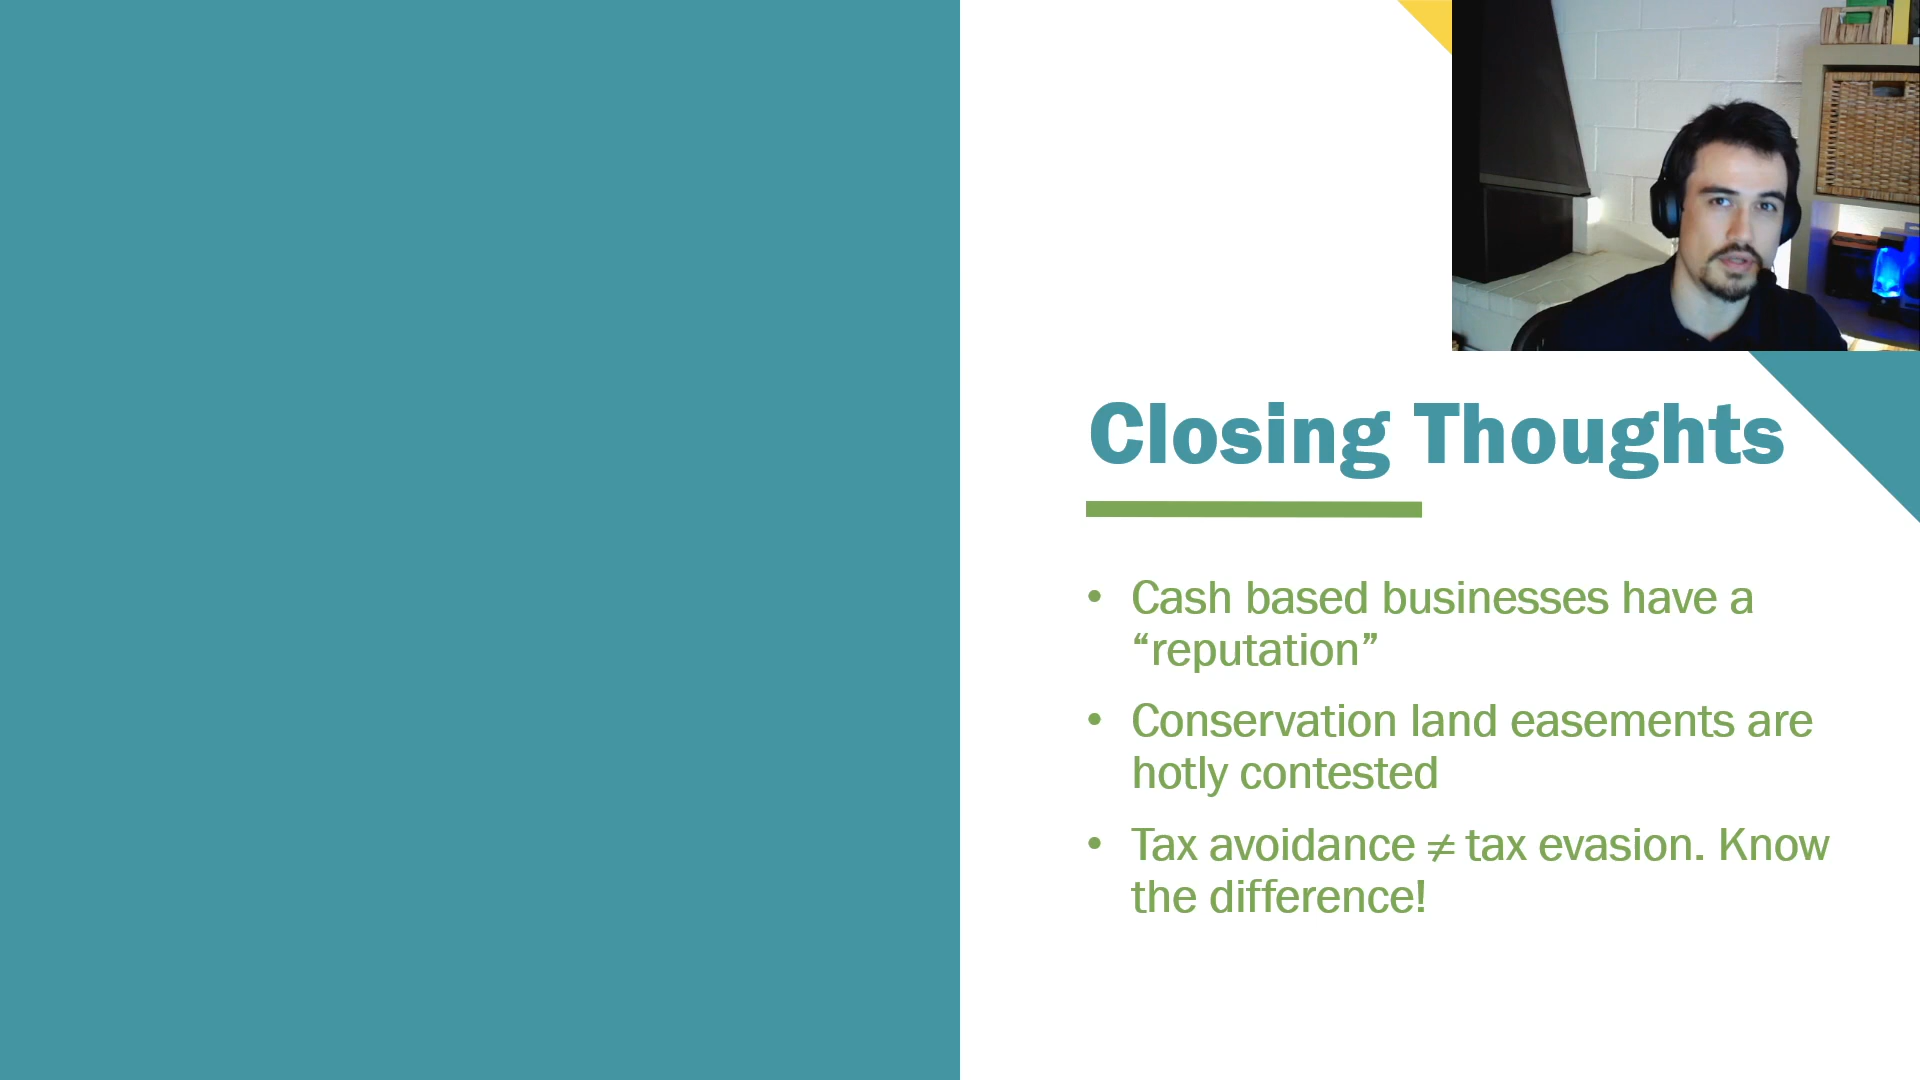 Closing Thoughts
• Cash based businesses have a
“reputation”
• Conservation land easements are
hotly contested
• Tax avoidance ≠ tax evasion. Know
the difference!